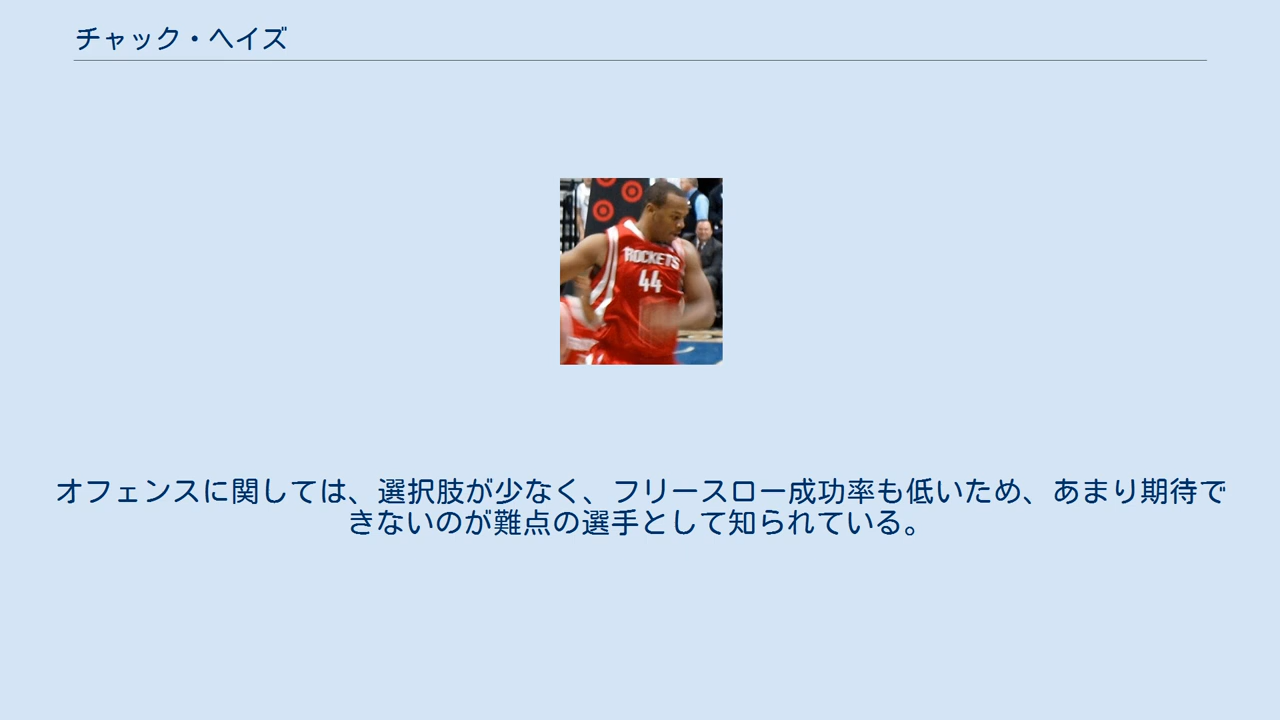 チャック・ヘイズ
ROCKETS
44
オフェンスに関しては、選択肢が少なく、フリースロー成功率も低いため、あまり期待で
きないのが難点の選手として知られている。